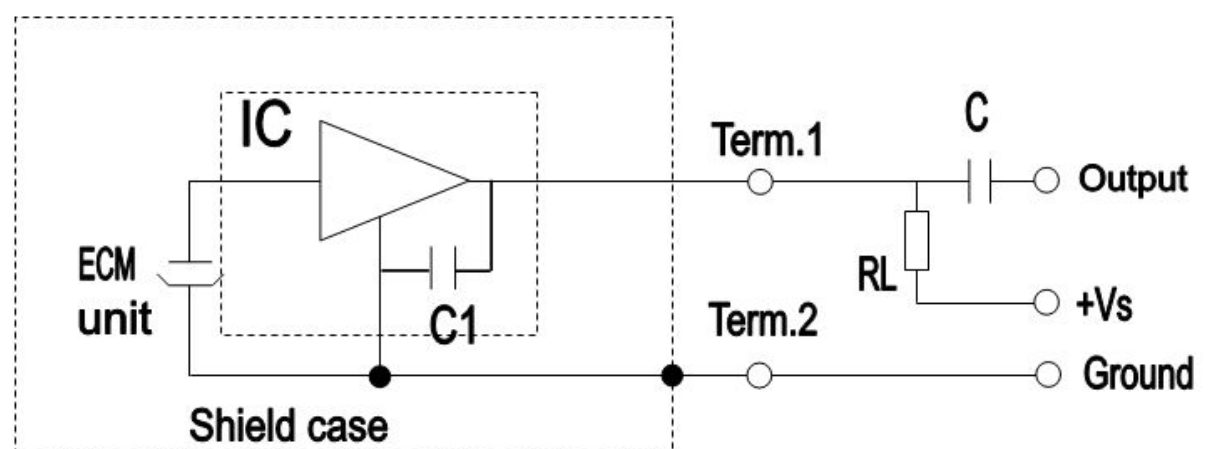 IC
Term.1
C
Output
ECM
unit
RL
+Vs
C1
Term.2
Ground
Shield case